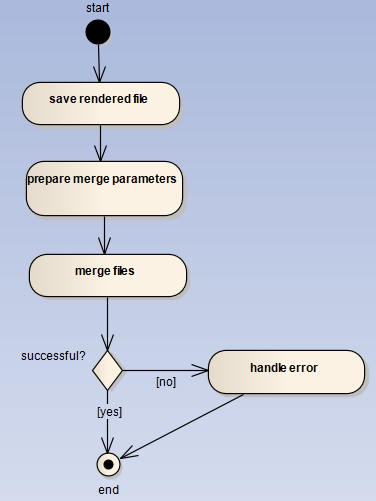 start
save rendered file
prepare merge parameters
merge files
successful?
handle error
[no]
[yes]
end